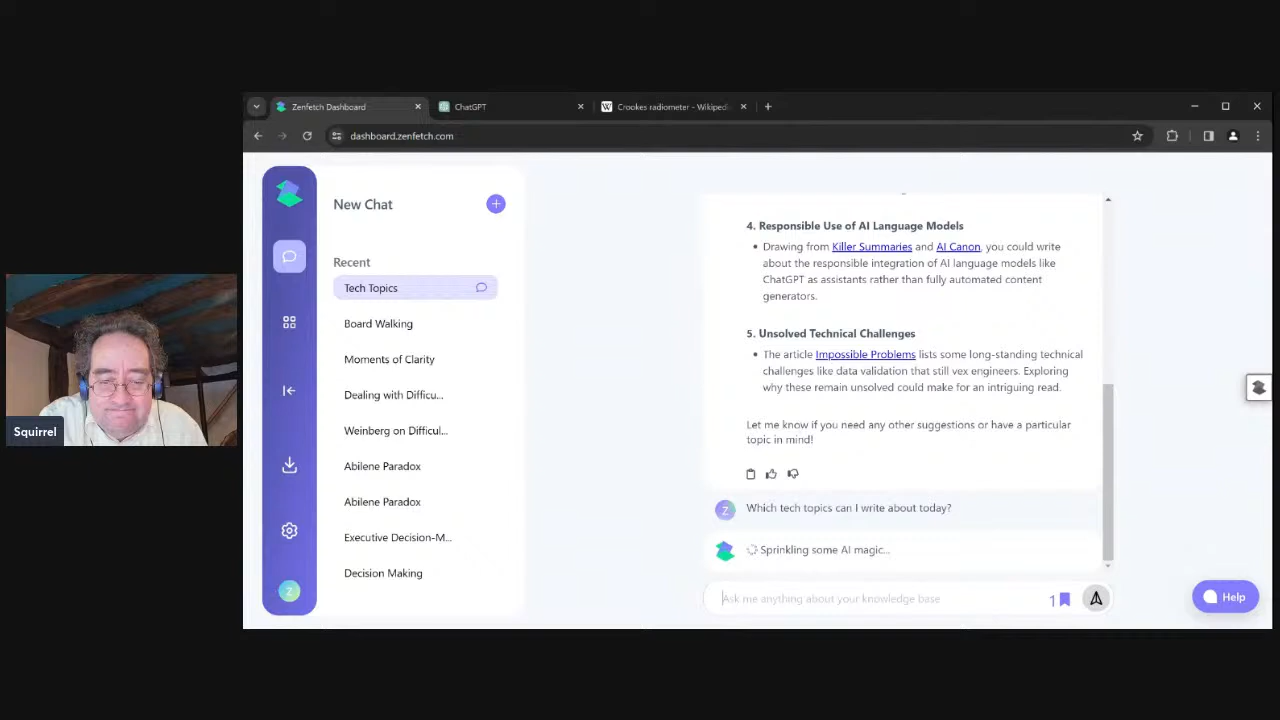 Zenfetch Dashboard
ChatGPT
Crookes radiometer - Wikiped
dashboard.zenfetch.com
New Chat
Recent
Tech Topics
Board Walking
Moments of Clarity
Dealing with Difficu...
Weinberg on Difficul...
Abilene Paradox
Abilene Paradox
Executive Decision-M...
Decision Making
Z
4. Responsible Use of AI Language Models
Drawing from Killer Summaries and AI Canon, you could write
about the responsible integration of AI language models like
ChatGPT as assistants rather than fully automated content
generators.
5. Unsolved Technical Challenges
The article Impossible Problems lists some long-standing technical
challenges like data validation that still vex engineers. Exploring
why these remain unsolved could make for an intriguing read.
Let me know if you need any other suggestions or have a particular
topic in mind!
Z
Which tech topics can I write about today?
Sprinkling some AI magic...
Ask me anything about your knowledge base
1
Help
Squirrel